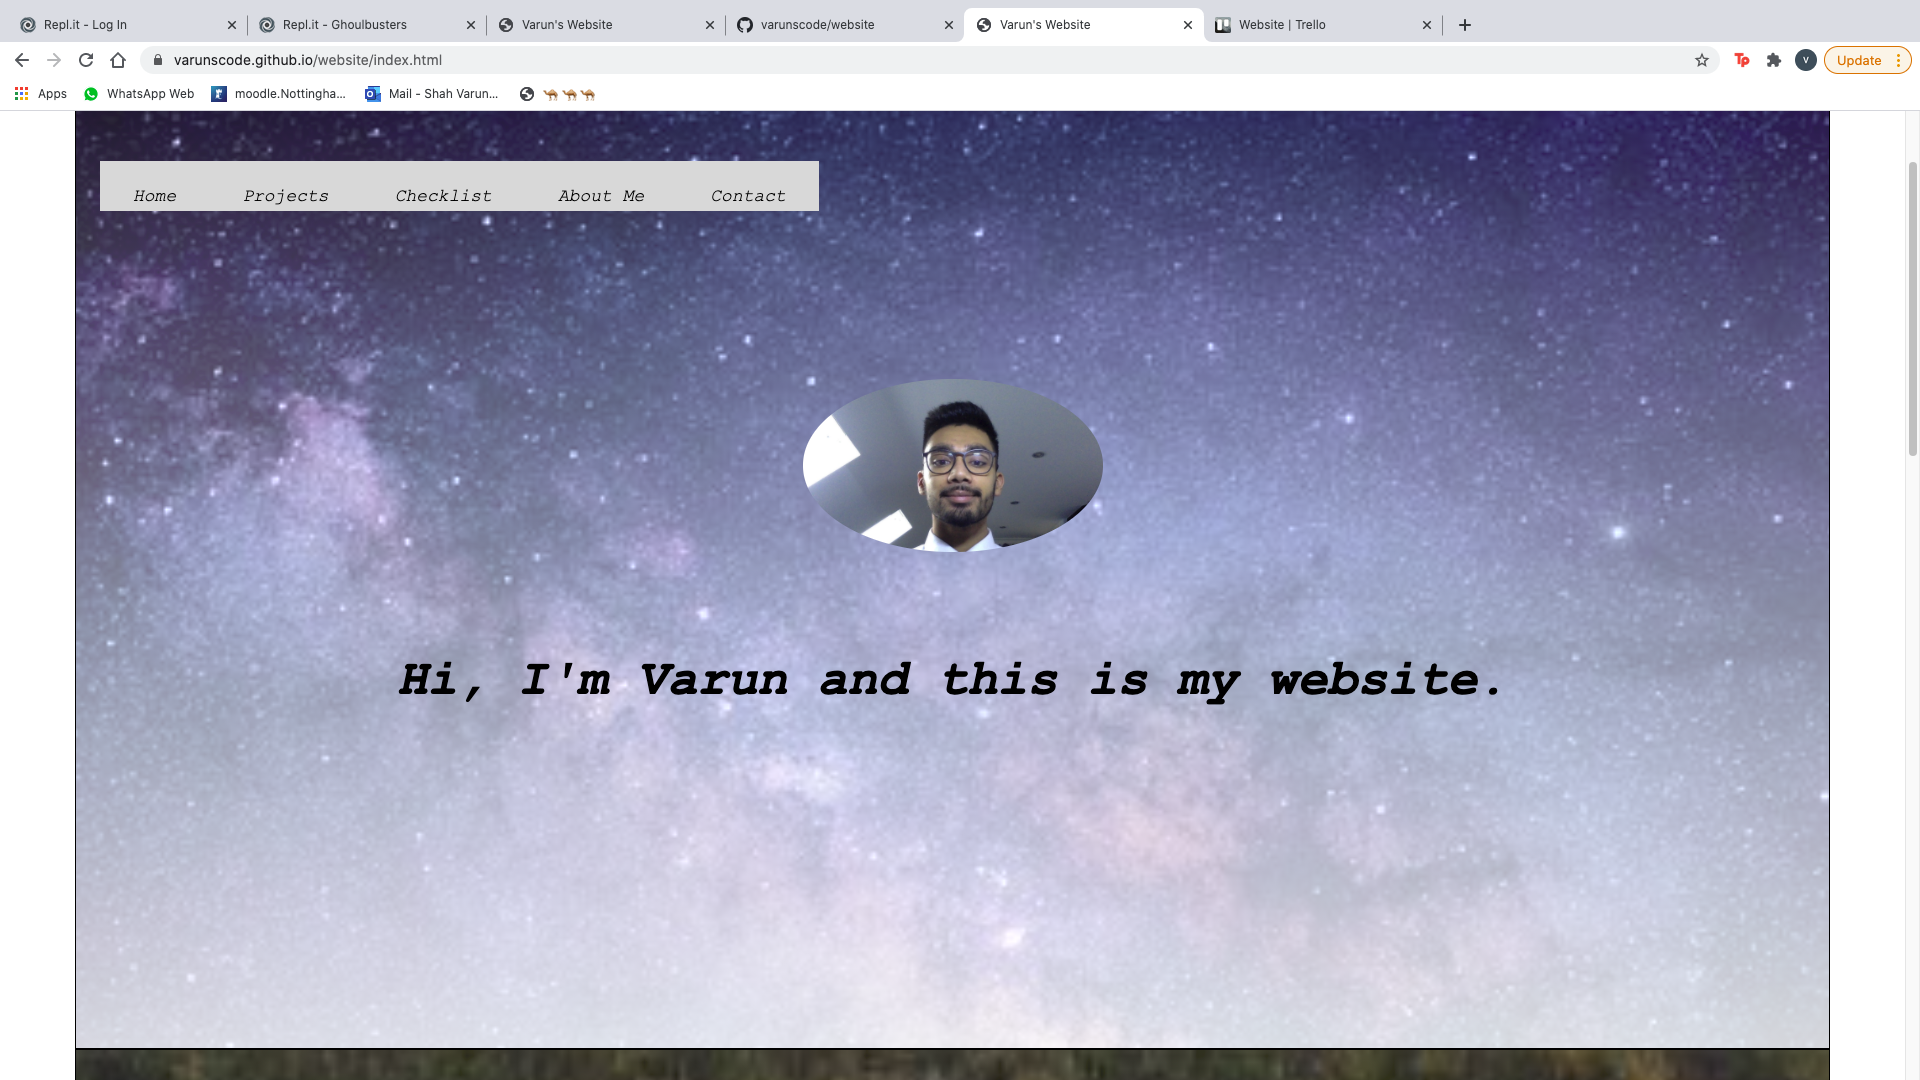 Repl.it - Log In
Repl.it - Ghoulbusters
Varun's Website
varunscode/website
Varun's Website
Website | Trello
varunscode.github.io/website/index.html
Tp
V
Update
Apps
WhatsApp Web
moodle.Nottingha...
Mail - Shah Varun...
🐪🐪🐪
Home Projects Checklist About Me Contact
Hi, I'm Varun and this is my website.